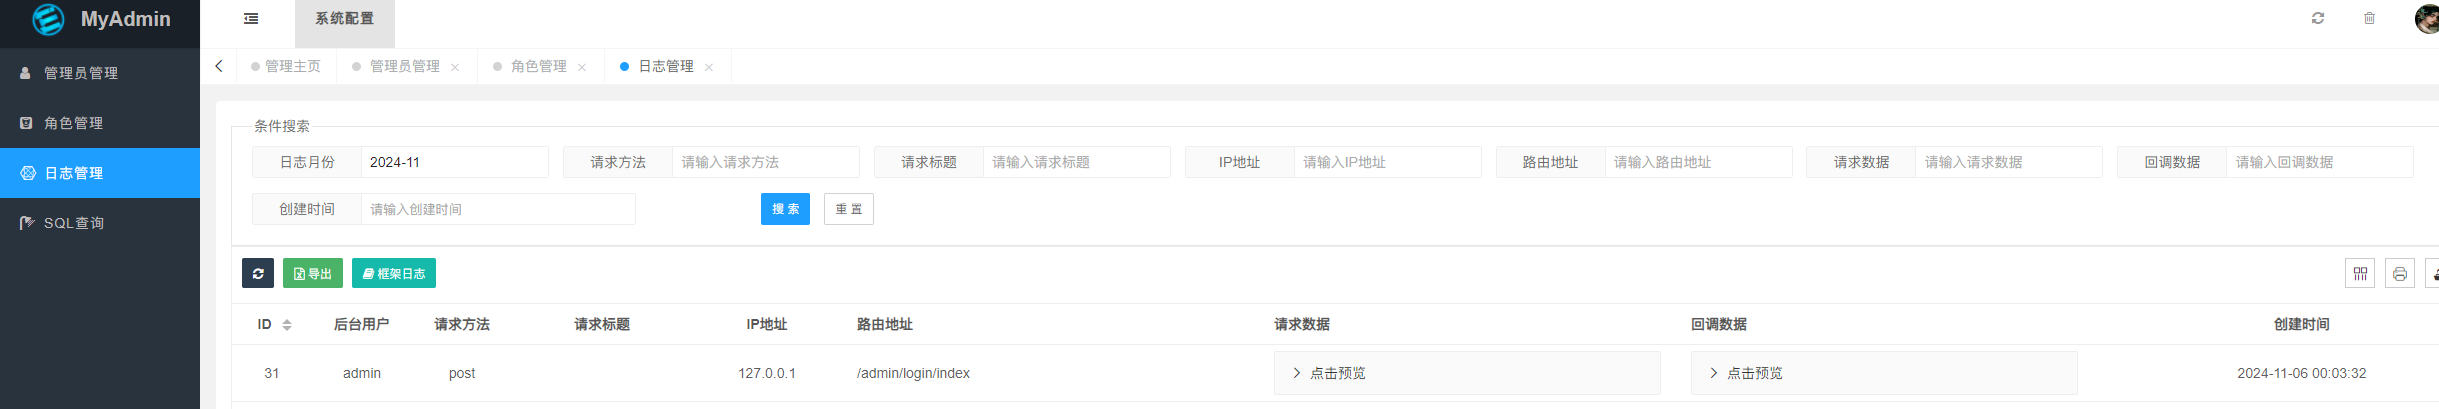 MyAdmin
系统配置
管理员管理
角色管理
日志管理
SQL查询
管理主页 管理员管理 角色管理 日志管理
条件搜索
日志月份 2024-11 请求方法 请输入请求方法 请求标题 请输入请求标题 IP地址 请输入IP地址 路由地址 请输入路由地址 请求数据 请输入请求数据 回调数据 请输入回调数据
创建时间 请输入创建时间 搜 索 重 置
导出 框架日志
ID 后台用户 请求方法 请求标题 IP地址 路由地址 请求数据 回调数据 创建时间
31 admin post 127.0.0.1 /admin/login/index 点击预览 点击预览 2024-11-06 00:03:32